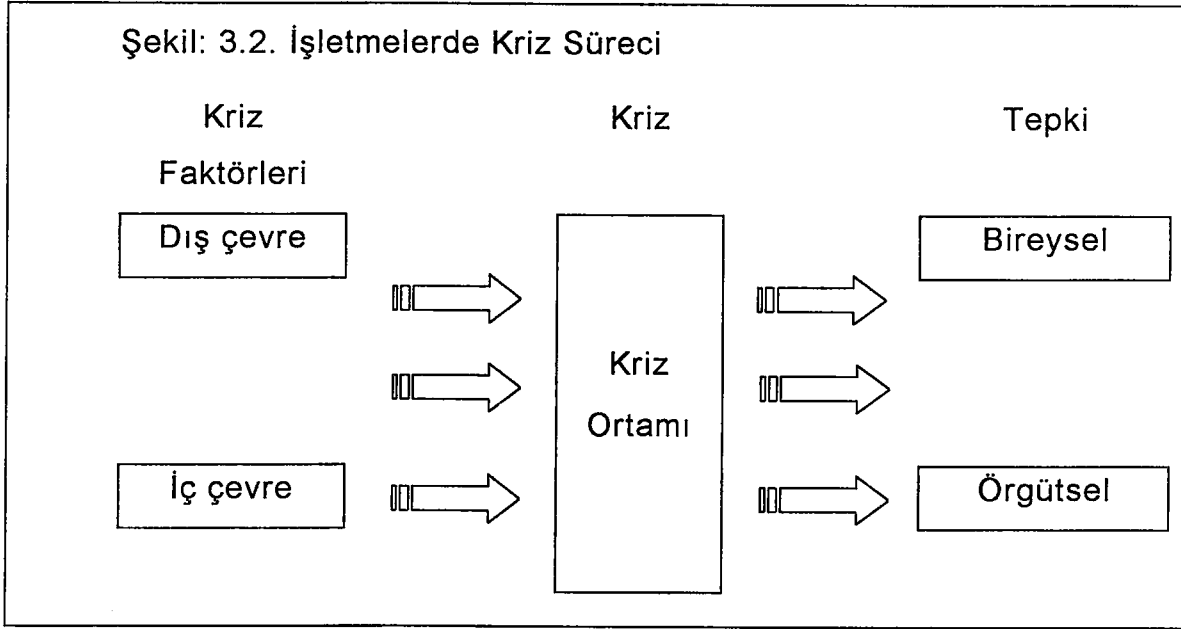 Şekil: 3.2. İşletmelerde Kriz Süreci
Kriz
Faktörleri
Kriz
Tepki
Dış çevre
Bireysel
Kriz
Ortamı
İç çevre
Örgütsel